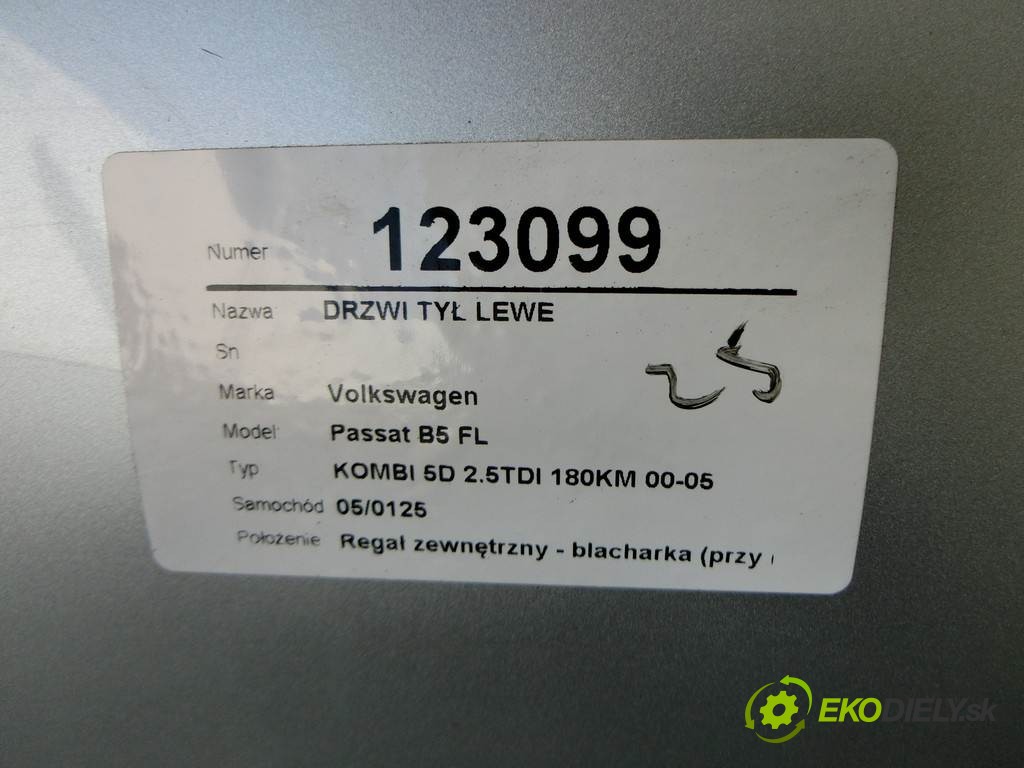 Numer 123099
Nazwa DRZWI TYŁ LEWE
Sn
25
Marka Volkswagen
Model Passat B5 FL
Typ KOMBI 5D 2.5TDI 180KM 00-05
Samochód 05/0125
Położenie Regał zewnętrzny - blacharka (przy
EKODIELY.sk